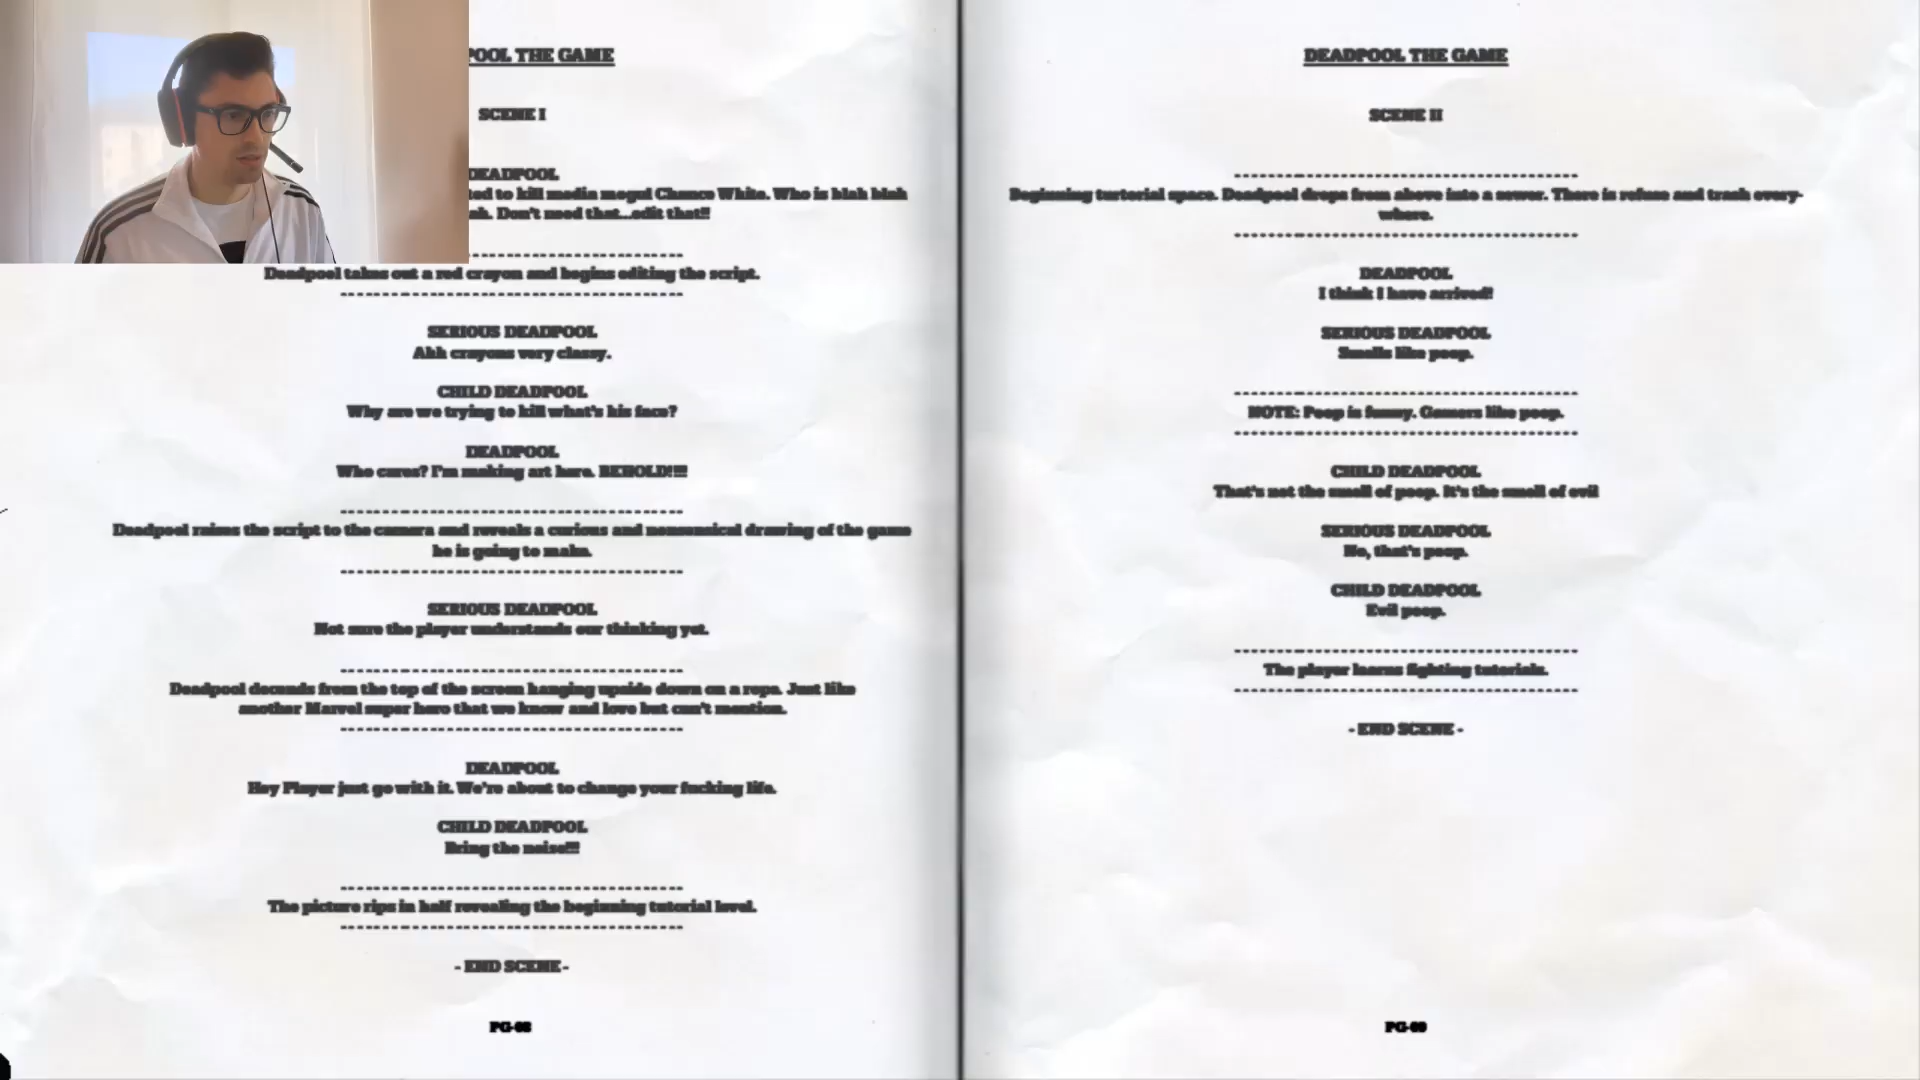 POOL THE GAME
SCENE I
DEADPOOL
to kill media mogul Chance White. Who is blah blah
Don't need that...edit that!!
Deadpool takes out a red crayon and begins editing the script.
SERIOUS DEADPOOL
Ahh crayons very classy.
CHILD DEADPOOL
Why are we trying to kill what's his face?
DEADPOOL
Who cares? I'm making art here. BEHOLD!!!!
Deadpool raises the script to the camera and reveals a curious and nonsensical drawing of the game
he is going to make.
SERIOUS DEADPOOL
Not sure the player understands our thinking yet.
Deadpool decends from the top of the screen hanging upside down on a rope. Just like
another Marvel super hero that we know and love but can't mention.
DEADPOOL
Hey Player just go with it. We're about to change your fucking life.
CHILD DEADPOOL
Bring the noise!!!
The picture rips in half revealing the beginning tutorial level.
- END SCENE -
PG-08
DEADPOOL THE GAME
SCENE II
Beginning turtorial space. Deadpool drops from above into a sewer. There is refuse and trash every-
where.
DEADPOOL
I think I have arrived!
SERIOUS DEADPOOL
Smells like poop.
NOTE: Poop is funny. Gamers like poop.
CHILD DEADPOOL
That's not the smell of poop. It's the smell of evil
SERIOUS DEADPOOL
No, that's poop.
CHILD DEADPOOL
Evil poop.
The player learns fighting tutorials.
- END SCENE -
PG-09